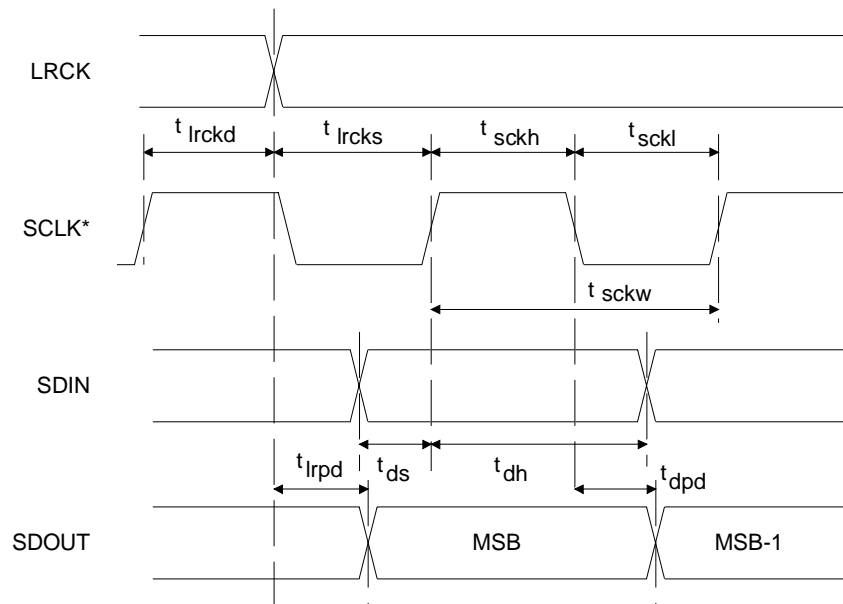 LRCK
t lrckd
t lrcks
t sckh
t sckl
SCLK*
t sckw
SDIN
t lrpd
t ds
t dh
t dpd
SDOUT
MSB
MSB-1